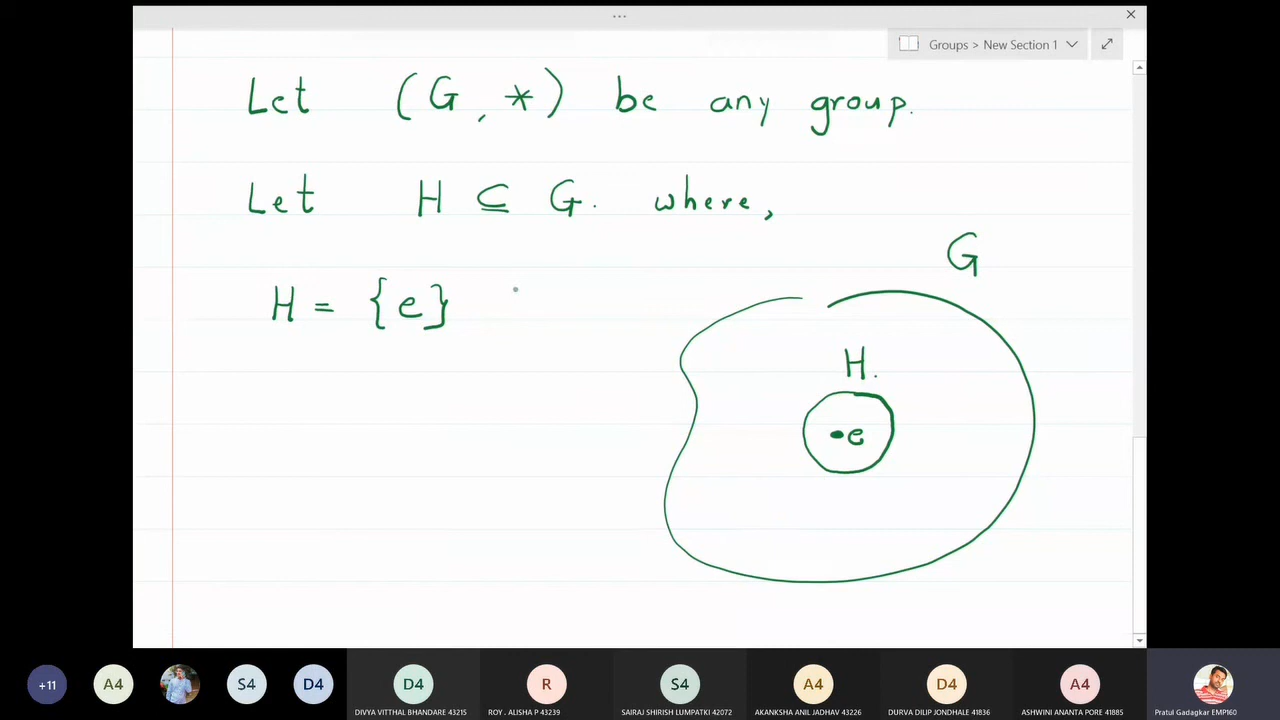 Groups > New Section 1
Let (G, *) be any group.
Let H ⊆ G. where,
G
H = {e}
H.
•e
+11
A4
S4
D4
D4
R
S4
A4
D4
A4
DIVYA VITTHAL BHANDARE 43215
ROY . ALISHA P 43239
SAIRAJ SHIRISH LUMPATKI 42072
AKANKSHA ANIL JADHAV 43226
DURVA DILIP JONDHALE 41836
ASHWINI ANANTA PORE 41885
Pratul Gadagkar EMP160